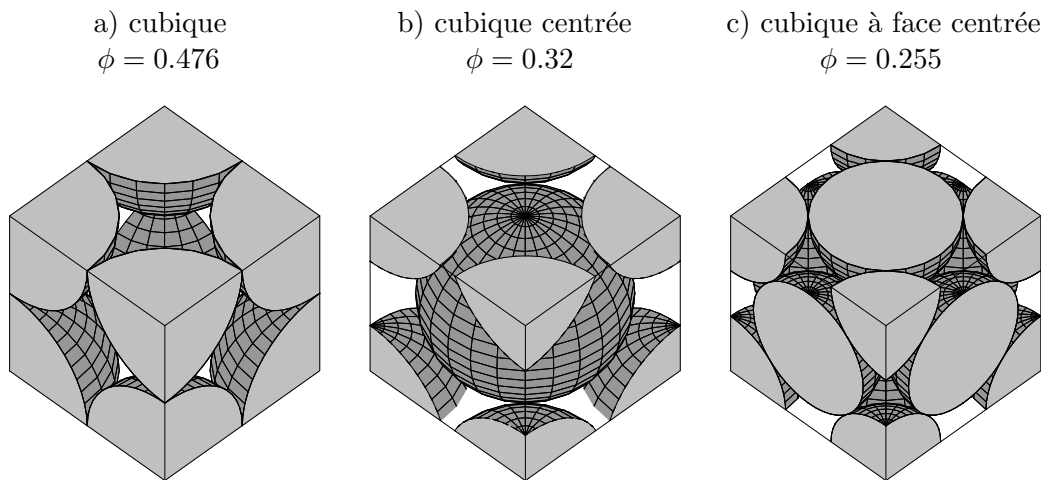 a) cubique
ϕ = 0.476
b) cubique centrée
ϕ = 0.32
c) cubique à face centrée
ϕ = 0.255